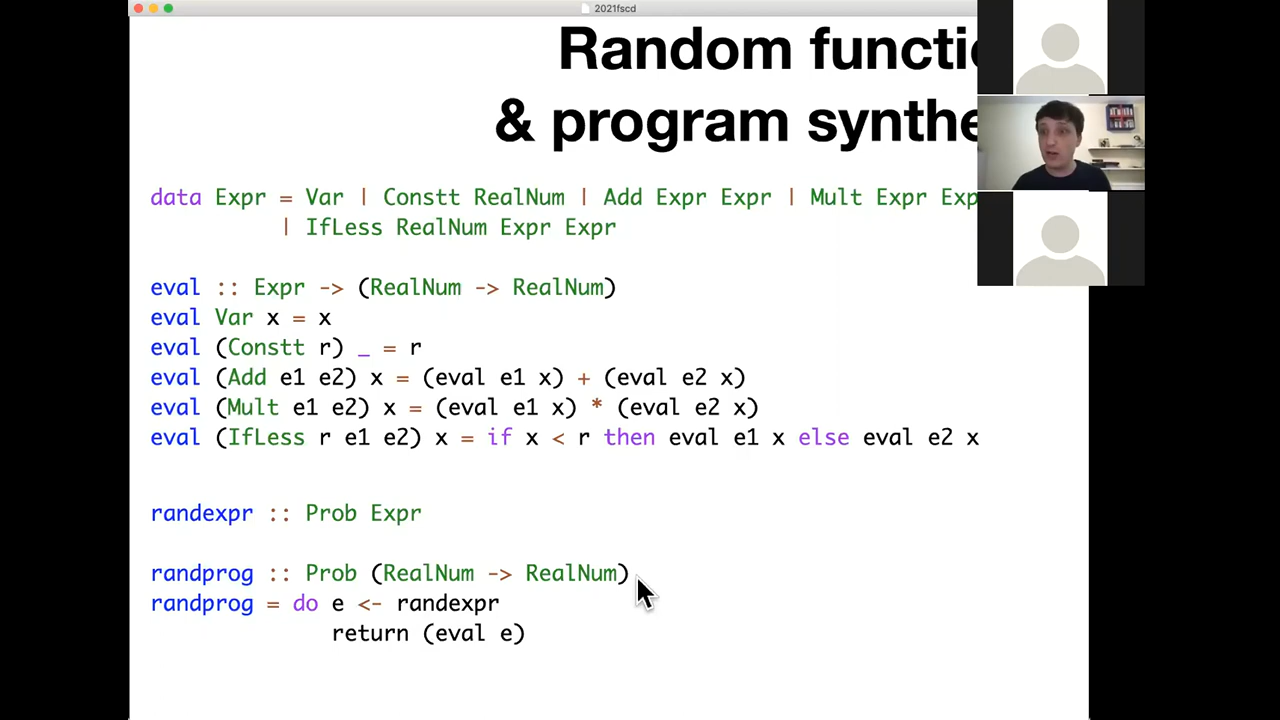 2021fscd
Random functi
& program synthe
data Expr = Var | Constt RealNum | Add Expr Expr | Mult Expr Exp
| IfLess RealNum Expr Expr
eval :: Expr -> (RealNum -> RealNum)
eval Var x = x
eval (Constt r) _ = r
eval (Add e1 e2) x = (eval e1 x) + (eval e2 x)
eval (Mult e1 e2) x = (eval e1 x) * (eval e2 x)
eval (IfLess r e1 e2) x = if x < r then eval e1 x else eval e2 x
randexpr :: Prob Expr
randprog :: Prob (RealNum -> RealNum)
randprog = do e <- randexpr
return (eval e)